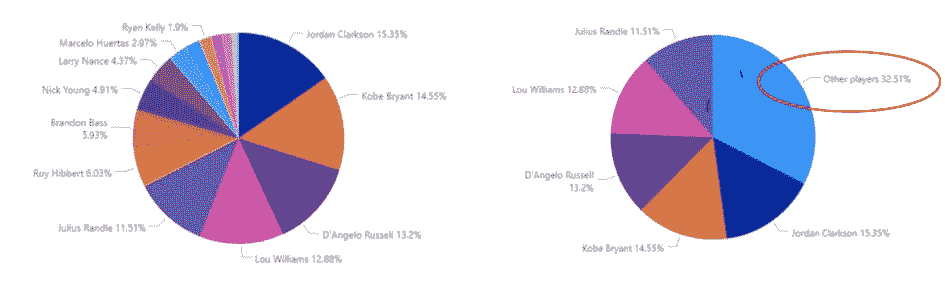 Ryan Kelly 1.9%
Marcelo Huertas 2.07%
Larry Nance 4.37%
Nick Young 4.91%
Brandon Bass
5.93%
Roy Hibbert 6.03%
Julius Randle 11.51%
Lou Williams 12.88%
D'Angelo Russell 13.2%
Kobe Bryant 14.55%
Jordan Clarkson 15.35%
Julius Randle 11.51%
Lou Williams 12.88%
D'Angelo Russell
13.2%
Kobe Bryant 14.55%
Jordan Clarkson 15.35%
Other players 32.51%